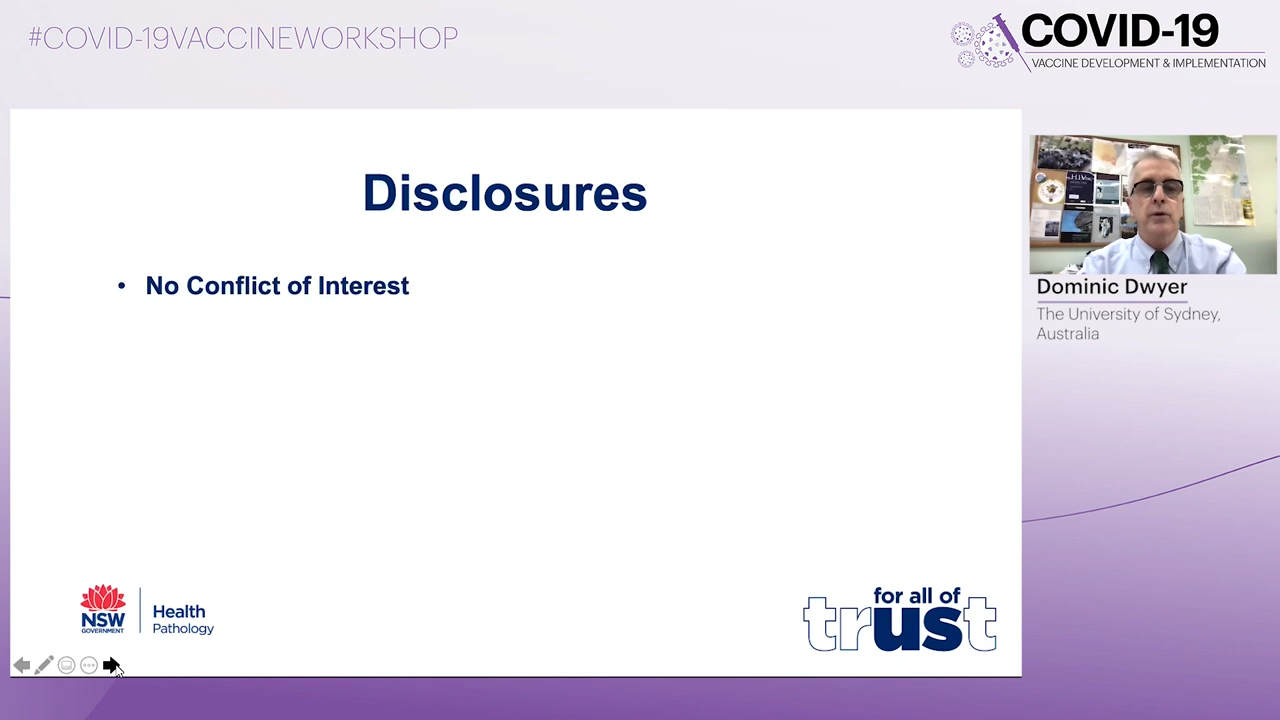 #COVID-19VACCINEWORKSHOP
COVID-19
VACCINE DEVELOPMENT & IMPLEMENTATION
Disclosures
• No Conflict of Interest
HIV
Dominic Dwyer
The University of Sydney,
Australia
NSW
GOVERNMENT
Health
Pathology
for all of
trust